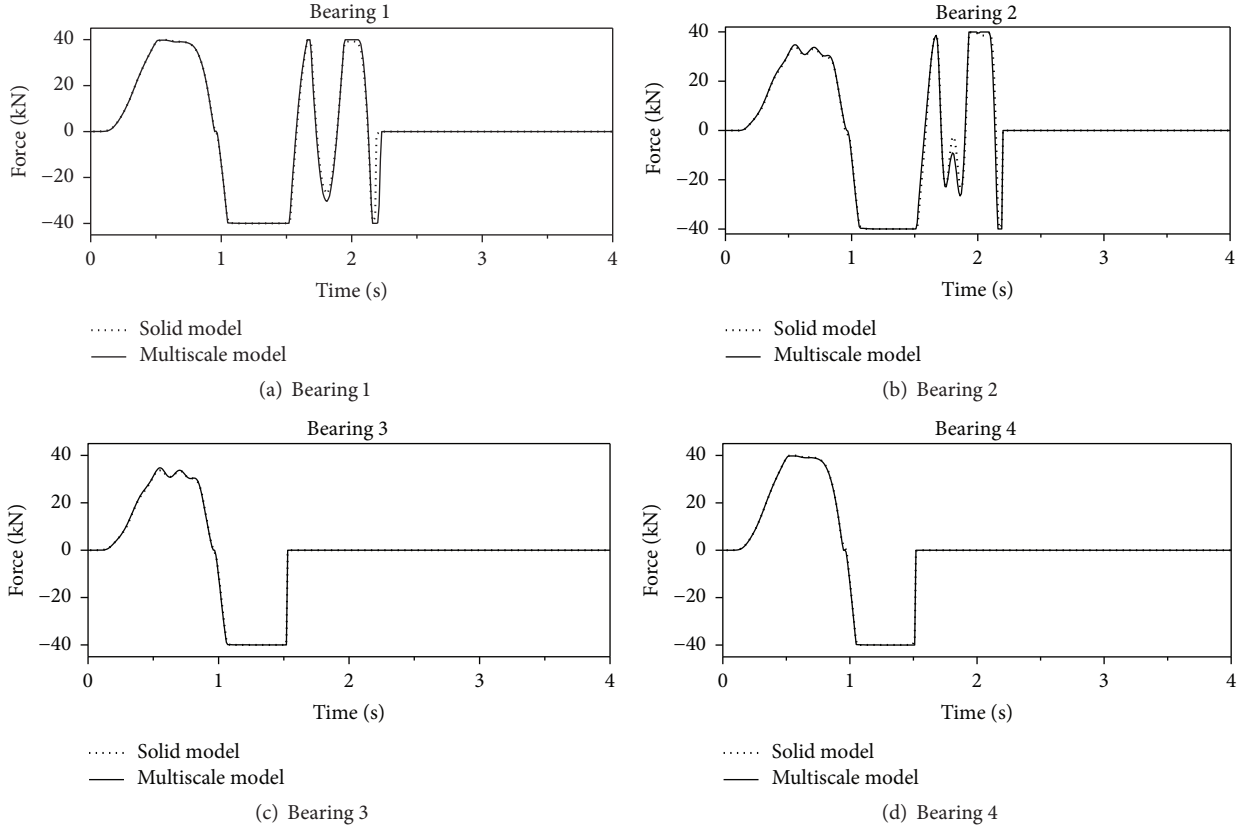 Bearing 1
Force (kN)
40
20
0
−20
−40
0
1
2
3
4
Time (s)
Solid model
Multiscale model
(a) Bearing 1
Bearing 2
Force (kN)
40
20
0
−20
−40
0
1
2
3
4
Time (s)
Solid model
Multiscale model
(b) Bearing 2
Bearing 3
Force (kN)
40
20
0
−20
−40
0
1
2
3
4
Time (s)
Solid model
Multiscale model
(c) Bearing 3
Bearing 4
Force (kN)
40
20
0
−20
−40
0
1
2
3
4
Time (s)
Solid model
Multiscale model
(d) Bearing 4